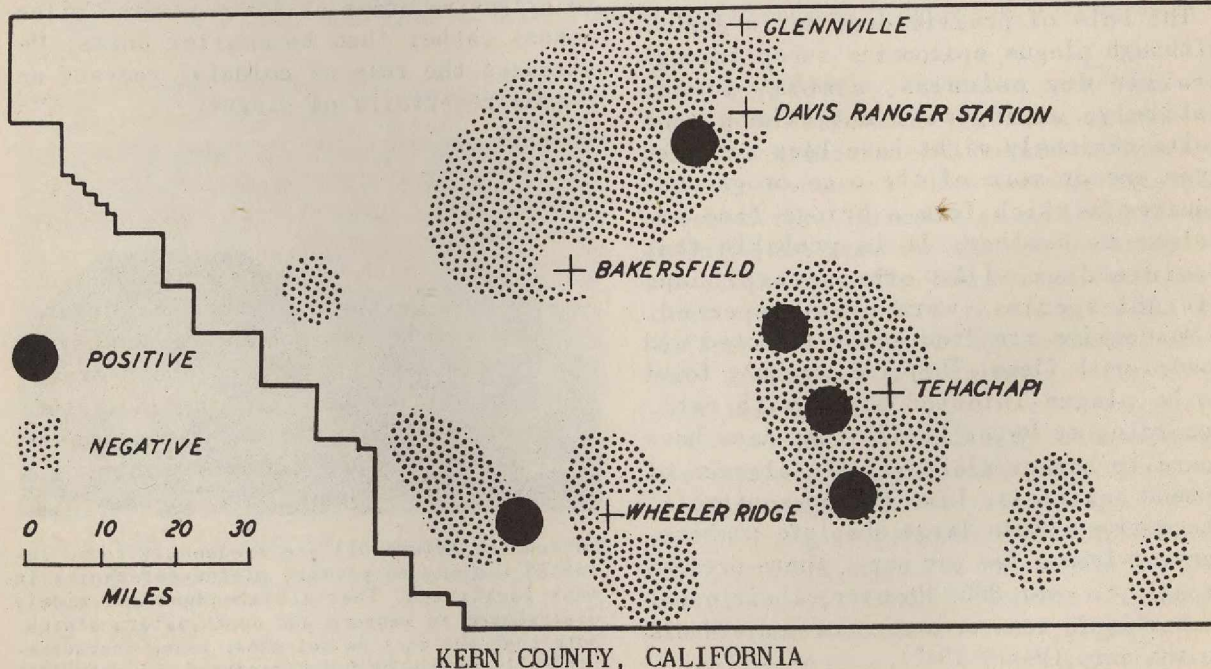 GLENNVILLE
DAVIS RANGER STATION
BAKERSFIELD
POSITIVE
TEHACHAPI
NEGATIVE
WHEELER RIDGE
0 10 20 30
MILES
KERN COUNTY, CALIFORNIA